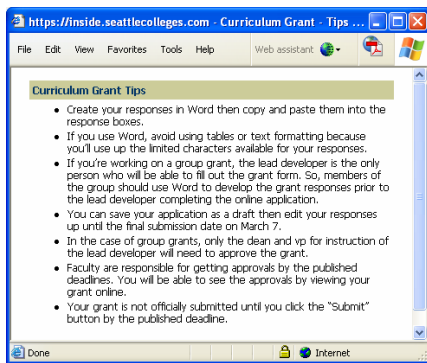 https://inside.seattlecolleges.com - Curriculum Grant - Tips ...
File Edit View Favorites Tools Help Web assistant
Curriculum Grant Tips
• Create your responses in Word then copy and paste them into the
response boxes.
• If you use Word, avoid using tables or text formatting because
you'll use up the limited characters available for your responses.
• If you're working on a group grant, the lead developer is the only
person who will be able to fill out the grant form. So, members of
the group should use Word to develop the grant responses prior to
the lead developer completing the online application.
• You can save your application as a draft then edit your responses
up until the final submission date on March 7.
• In the case of group grants, only the dean and vp for instruction of
the lead developer will need to approve the grant.
• Faculty are responsible for getting approvals by the published
deadlines. You will be able to see the approvals by viewing your
grant online.
• Your grant is not officially submitted until you click the "Submit"
button by the published deadline.
Done Internet